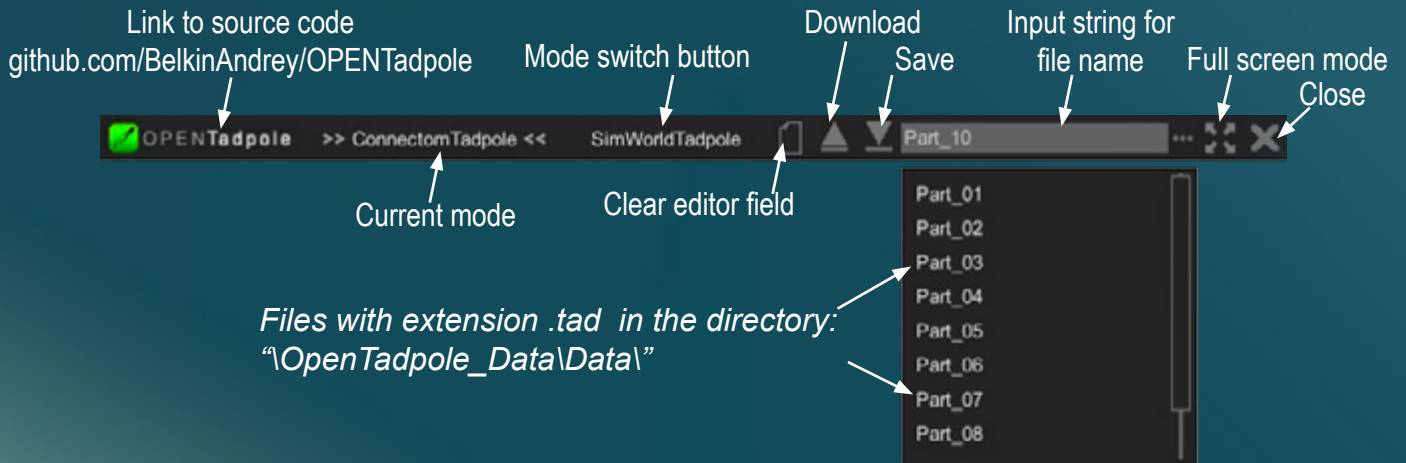 Link to source code
github.com/BelkinAndrey/OPENTadpole
Mode switch button
Download
Save
Input string for
file name
Full screen mode
Close
OPENTadpole >> ConnectomTadpole << SimWorldTadpole Part_10 ...
Current mode
Clear editor field
Part_01
Part_02
Part_03
Part_04
Part_05
Part_06
Part_07
Part_08
Files with extension .tad in the directory:
“\OpenTadpole_Data\Data\”